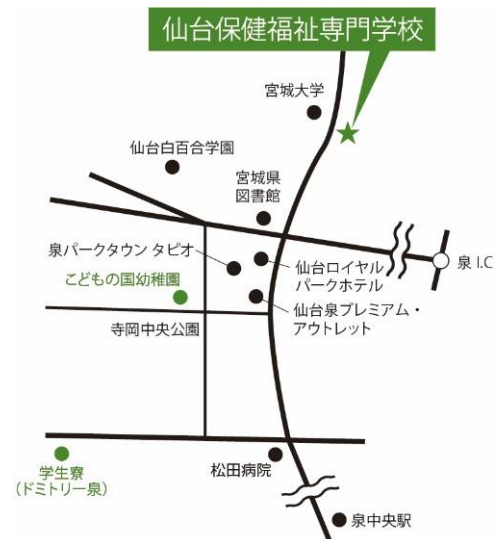 仙台保健福祉専門学校
宮城大学
仙台白百合学園
宮城県
図書館
泉パークタウン タピオ
仙台ロイヤル
パークホテル
泉 I.C
こどもの国幼稚園
仙台泉プレミアム・
アウトレット
寺岡中央公園
松田病院
学生寮
(ドミトリー泉)
泉中央駅